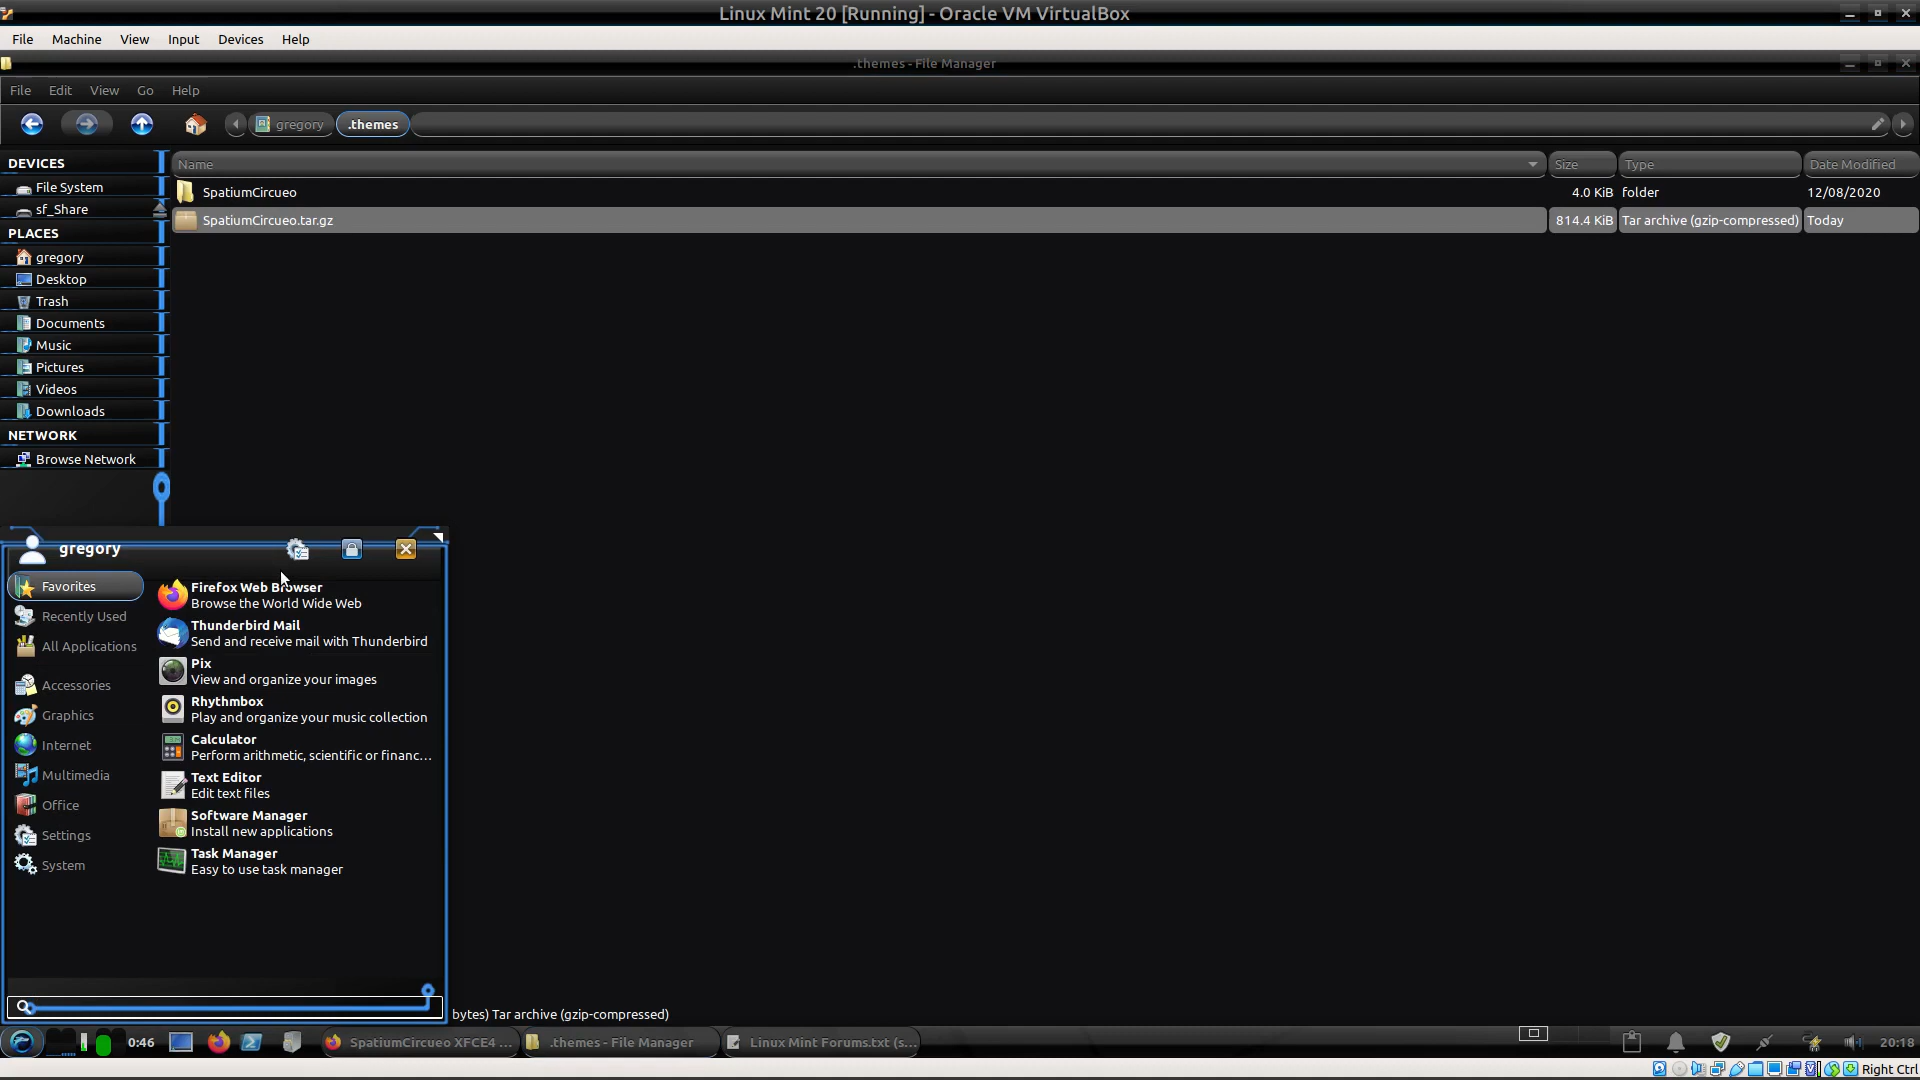 Linux Mint 20 [Running] - Oracle VM VirtualBox
File Machine View Input Devices Help
.themes - File Manager
File Edit View Go Help
gregory .themes
DEVICES
File System
sf_Share
PLACES
gregory
Desktop
Trash
Documents
Music
Pictures
Videos
Downloads
NETWORK
Browse Network
Name Size Type Date Modified
SpatiumCircueo 4.0 KiB folder 12/08/2020
SpatiumCircueo.tar.gz 814.4 KiB Tar archive (gzip-compressed) Today
gregory
Favorites
Recently Used
All Applications
Accessories
Graphics
Internet
Multimedia
Office
Settings
System
Firefox Web Browser
Browse the World Wide Web
Thunderbird Mail
Send and receive mail with Thunderbird
Pix
View and organize your images
Rhythmbox
Play and organize your music collection
Calculator
Perform arithmetic, scientific or financ...
Text Editor
Edit text files
Software Manager
Install new applications
Task Manager
Easy to use task manager
bytes) Tar archive (gzip-compressed)
0:46 SpatiumCircueo XFCE4 ... .themes - File Manager Linux Mint Forums.txt (s... 20:18
Right Ctrl